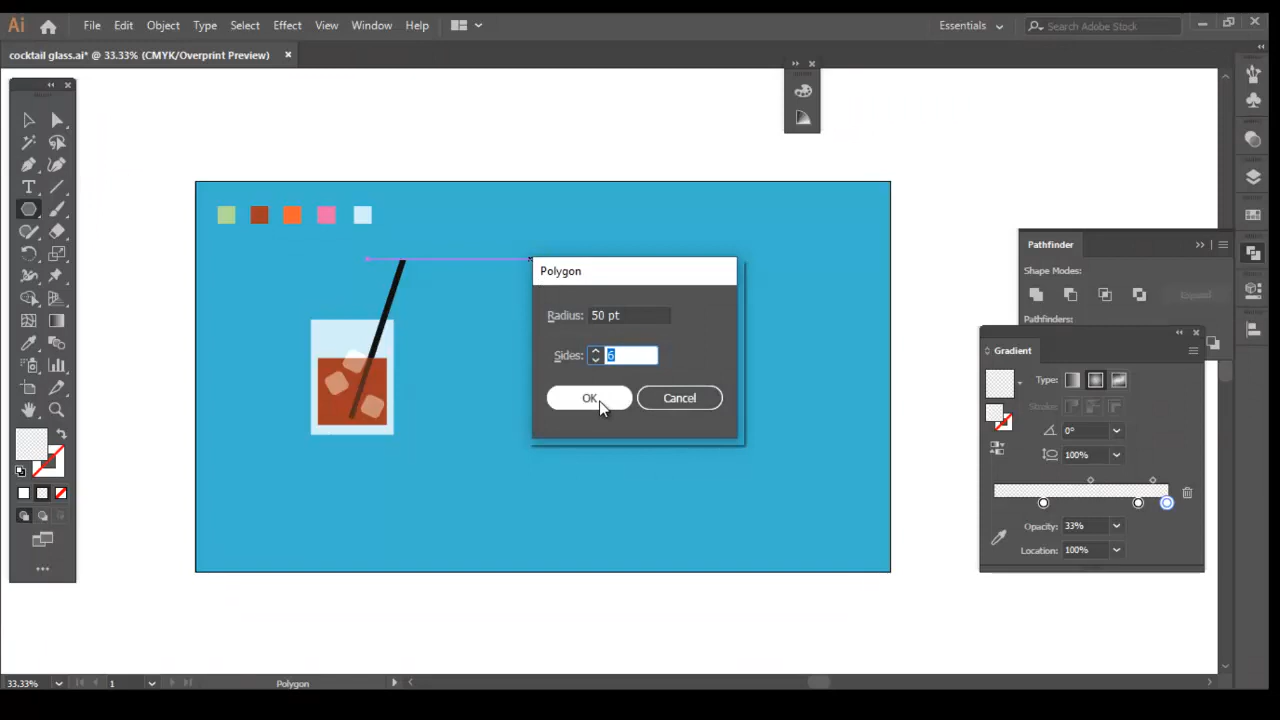 Ai File Edit Object Type Select Effect View Window Help Essentials Search Adobe Stock
cocktail glass.ai* @ 33.33% (CMYK/Overprint Preview)
Polygon
Radius: 50 pt
Sides: 6
OK Cancel
Pathfinder
Shape Modes:
Expand
Pathfinders:
Gradient
Type:
Stroke:
0°
100%
Opacity: 33%
Location: 100%
33.33% 1 Polygon